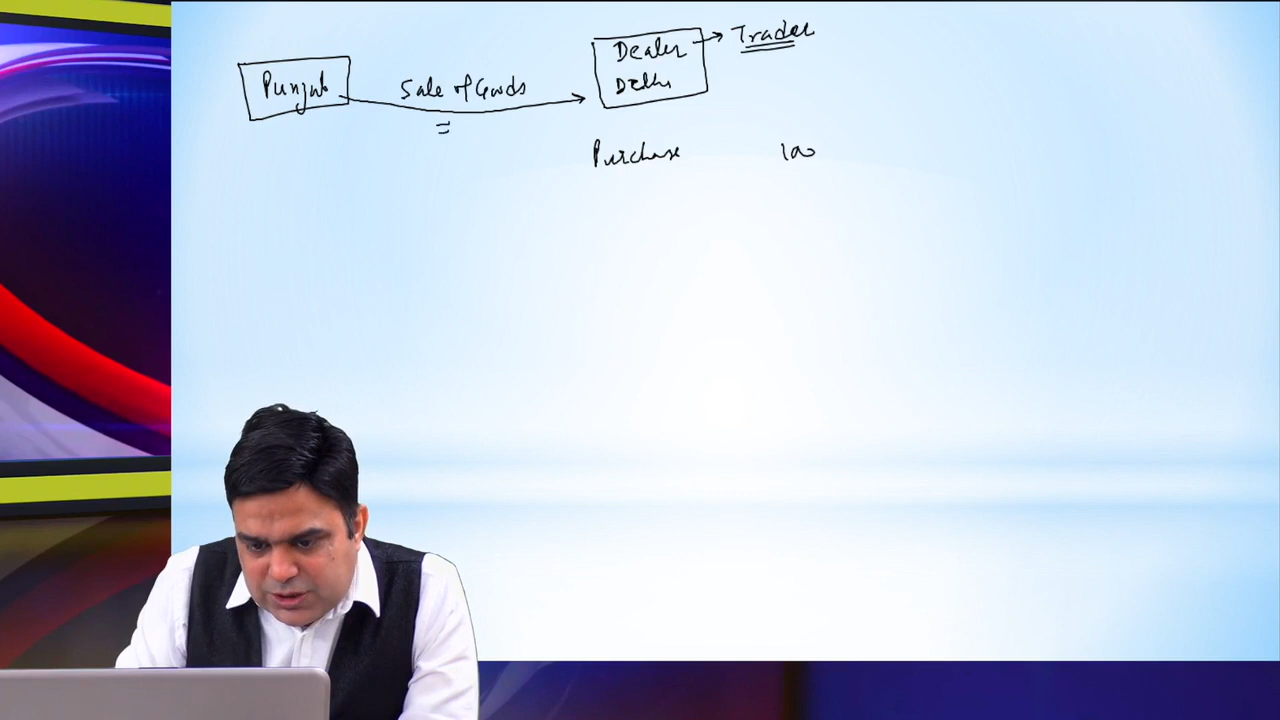 Punjab
Sale of Goods
=
Dealer
Delhi
→ Trader
Purchase 100